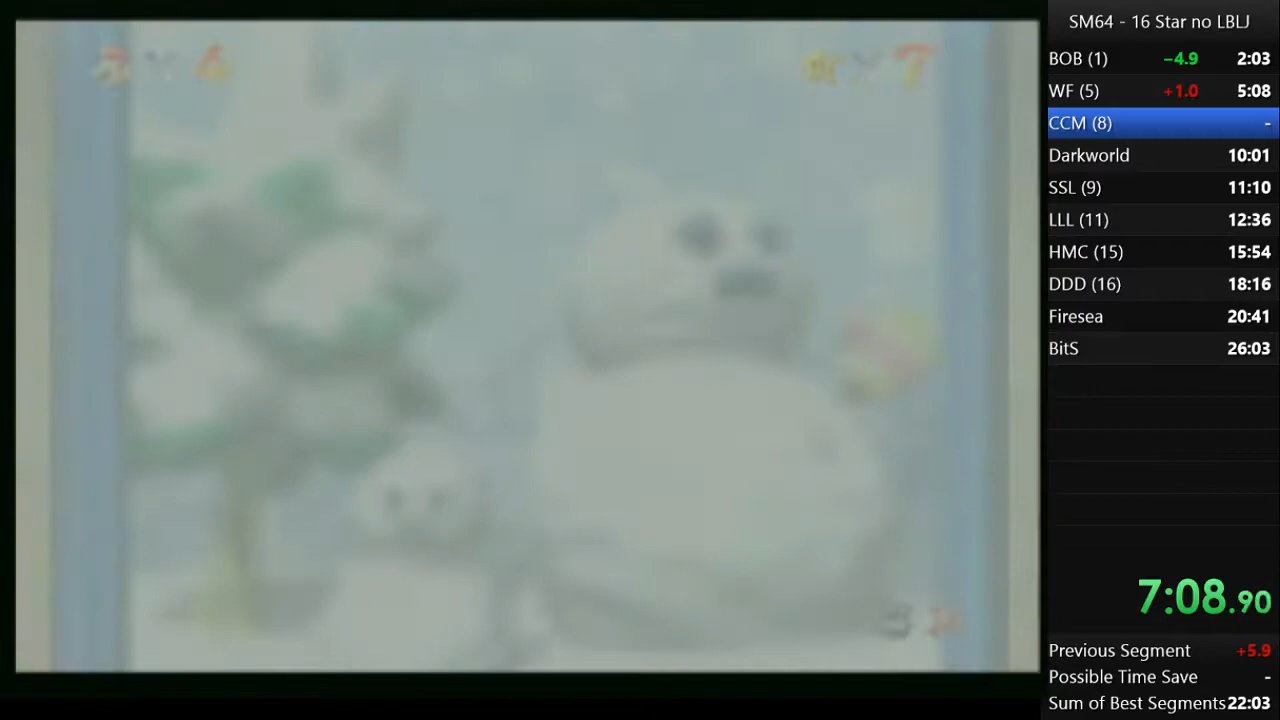 SM64 - 16 Star no LBLJ
BOB (1) −4.9 2:03
WF (5) +1.0 5:08
CCM (8) -
Darkworld 10:01
SSL (9) 11:10
LLL (11) 12:36
HMC (15) 15:54
DDD (16) 18:16
Firesea 20:41
BitS 26:03
7:08.90
Previous Segment +5.9
Possible Time Save -
Sum of Best Segments 22:03